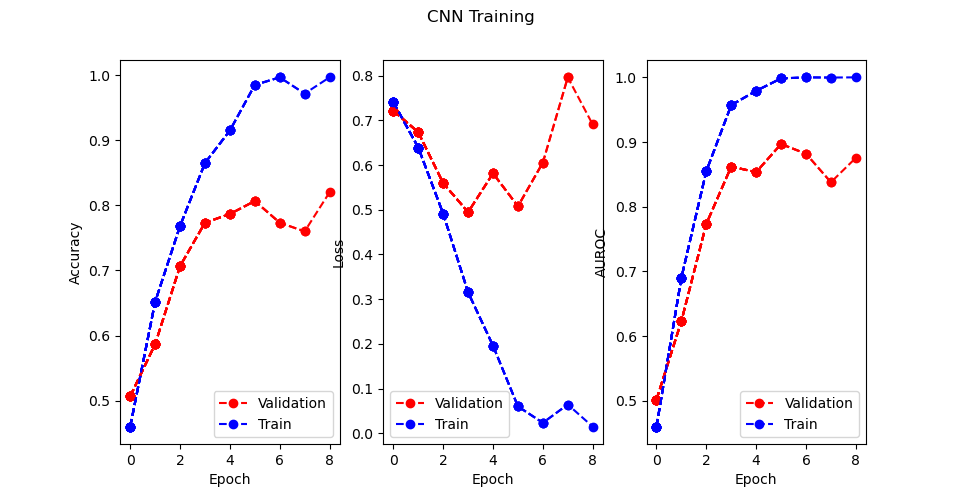 CNN Training
Accuracy
1.0
0.9
0.8
0.7
0.6
0.5
0 2 4 6 8
Epoch
Validation
Train
Loss
0.8
0.7
0.6
0.5
0.4
0.3
0.2
0.1
0.0
0 2 4 6 8
Epoch
Validation
Train
AUROC
1.0
0.9
0.8
0.7
0.6
0.5
0 2 4 6 8
Epoch
Validation
Train